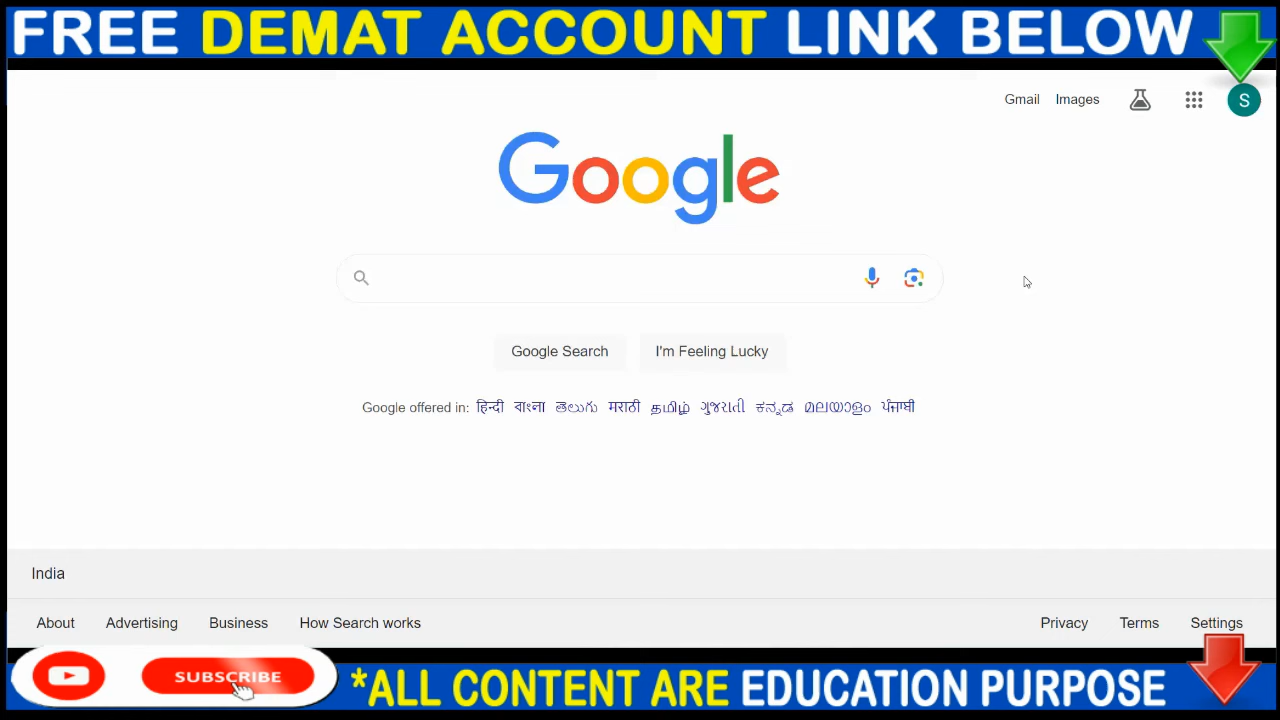 FREE DEMAT ACCOUNT LINK BELOW
Gmail Images S
Google
Google Search I'm Feeling Lucky
Google offered in: हिन्दी বাংলা తెలుగు मराठी தமிழ் ગુજરાતી ಕನ್ನಡ മലയാളം ਪੰਜਾਬੀ
India
About Advertising Business How Search works Privacy Terms Settings
SUBSCRIBE *ALL CONTENT ARE EDUCATION PURPOSE